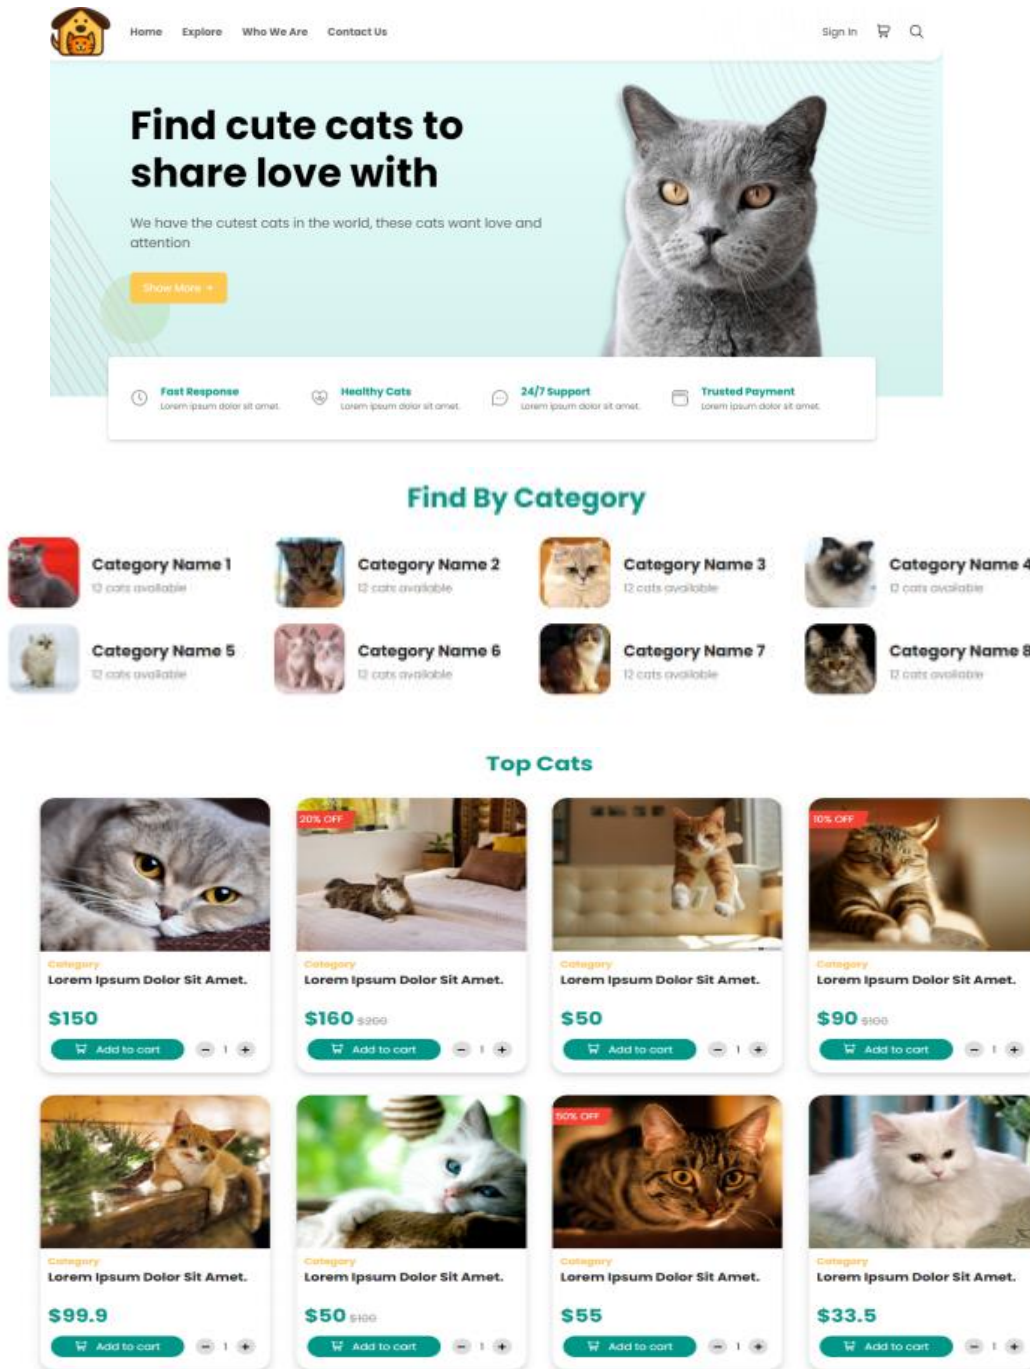 Home Explore Who We Are Contact Us Sign In
Find cute cats to
share love with
We have the cutest cats in the world, these cats want love and
attention
Show More +
Fast Response Healthy Cats 24/7 Support Trusted Payment
Lorem ipsum dolor sit amet. Lorem ipsum dolor sit amet. Lorem ipsum dolor sit amet. Lorem ipsum dolor sit amet.
Find By Category
Category Name 1 Category Name 2 Category Name 3 Category Name 4
12 cats available 12 cats available 12 cats available 12 cats available
Category Name 5 Category Name 6 Category Name 7 Category Name 8
12 cats available 12 cats available 12 cats available 12 cats available
Top Cats
20% OFF 10% OFF
Category Category Category Category
Lorem Ipsum Dolor Sit Amet. Lorem Ipsum Dolor Sit Amet. Lorem Ipsum Dolor Sit Amet. Lorem Ipsum Dolor Sit Amet.
$150 $160 $200 $50 $90 $100
Add to cart − 1 + Add to cart − 1 + Add to cart − 1 + Add to cart − 1 +
50% OFF
Category Category Category Category
Lorem Ipsum Dolor Sit Amet. Lorem Ipsum Dolor Sit Amet. Lorem Ipsum Dolor Sit Amet. Lorem Ipsum Dolor Sit Amet.
$99.9 $50 $100 $55 $33.5
Add to cart − 1 + Add to cart − 1 + Add to cart − 1 + Add to cart − 1 +